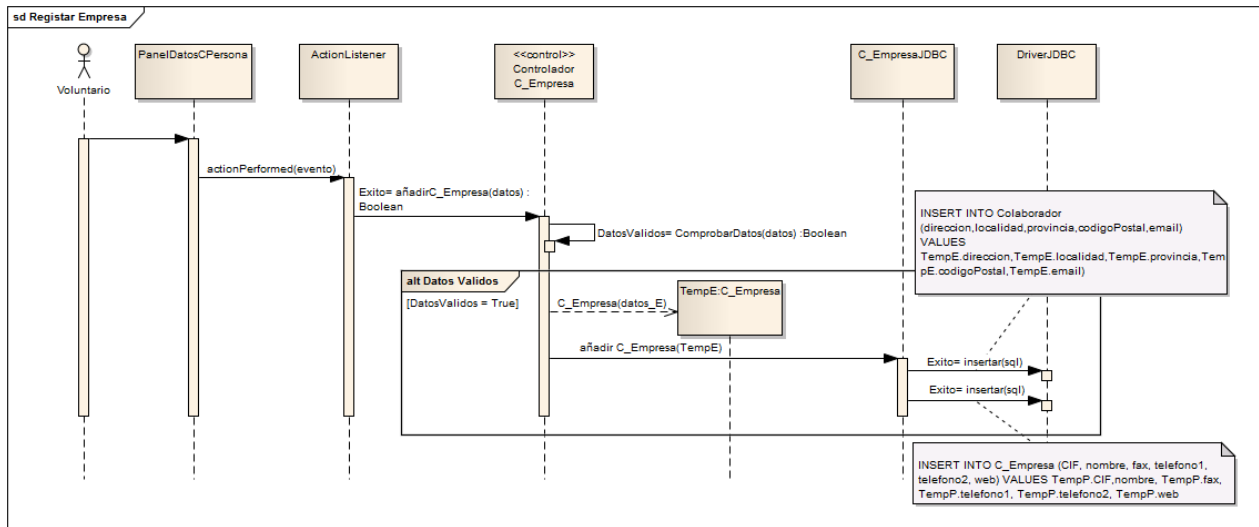 sd Registar Empresa
Voluntario
PanelDatosCPersona
ActionListener
<<control>>
Controlador
C_Empresa
C_EmpresaJDBC
DriverJDBC
actionPerformed(evento)
Exito= añadirC_Empresa(datos) :
Boolean
DatosValidos= ComprobarDatos(datos) :Boolean
INSERT INTO Colaborador
(direccion,localidad,provincia,codigoPostal,email)
VALUES
TempE.direccion,TempE.localidad,TempE.provincia,Tem
pE.codigoPostal,TempE.email)
alt Datos Validos
[DatosValidos = True]
C_Empresa(datos_E)
TempE:C_Empresa
añadir C_Empresa(TempE)
Exito= insertar(sql)
Exito= insertar(sql)
INSERT INTO C_Empresa (CIF, nombre, fax, telefono1,
telefono2, web) VALUES TempP.CIF,nombre, TempP.fax,
TempP.telefono1, TempP.telefono2, TempP.web